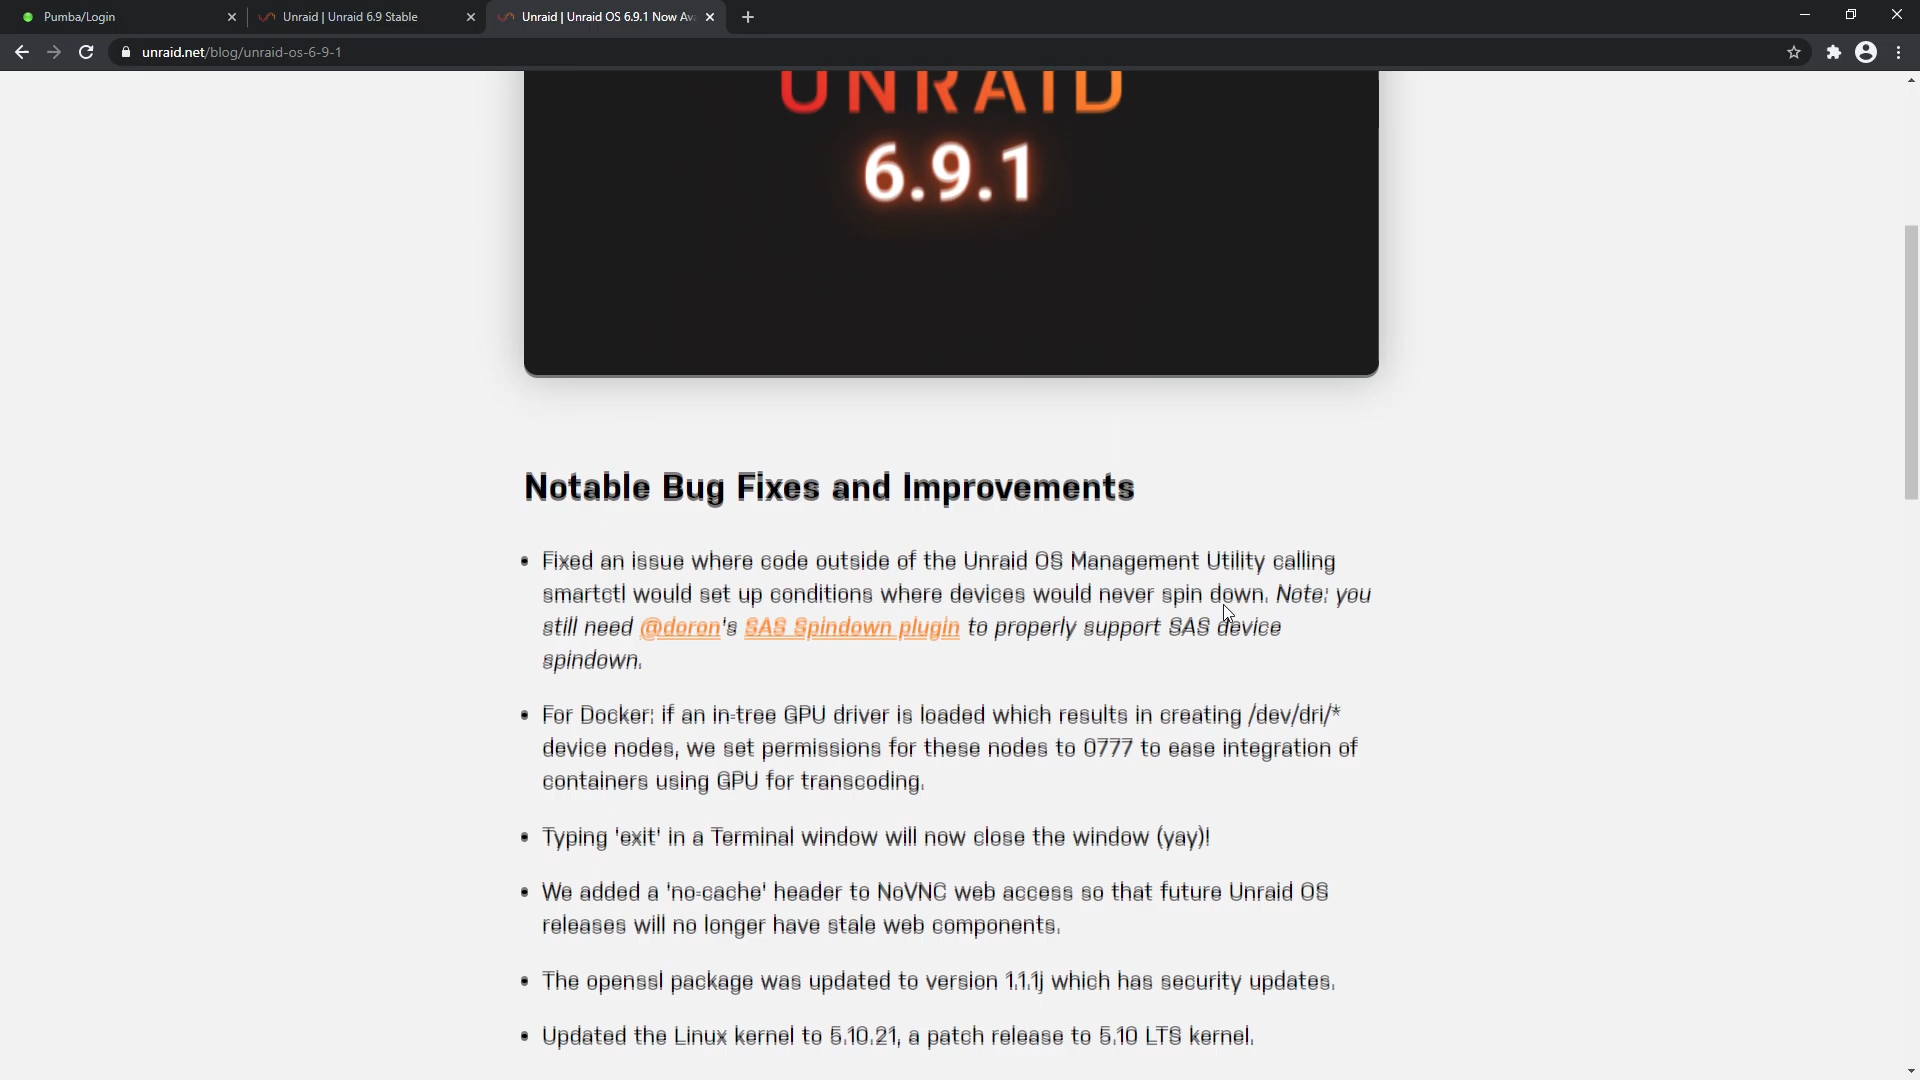 Pumba/Login
Unraid | Unraid 6.9 Stable
Unraid | Unraid OS 6.9.1 Now Ava
unraid.net/blog/unraid-os-6-9-1
UNRAID
6.9.1
Notable Bug Fixes and Improvements
• Fixed an issue where code outside of the Unraid OS Management Utility calling
smartctl would set up conditions where devices would never spin down. Note: you
still need @doron's SAS Spindown plugin to properly support SAS device
spindown.
• For Docker: if an in-tree GPU driver is loaded which results in creating /dev/dri/*
device nodes, we set permissions for these nodes to 0777 to ease integration of
containers using GPU for transcoding.
• Typing 'exit' in a Terminal window will now close the window (yay)!
• We added a 'no-cache' header to NoVNC web access so that future Unraid OS
releases will no longer have stale web components.
• The openssl package was updated to version 1.1.1j which has security updates.
• Updated the Linux kernel to 5.10.21, a patch release to 5.10 LTS kernel.